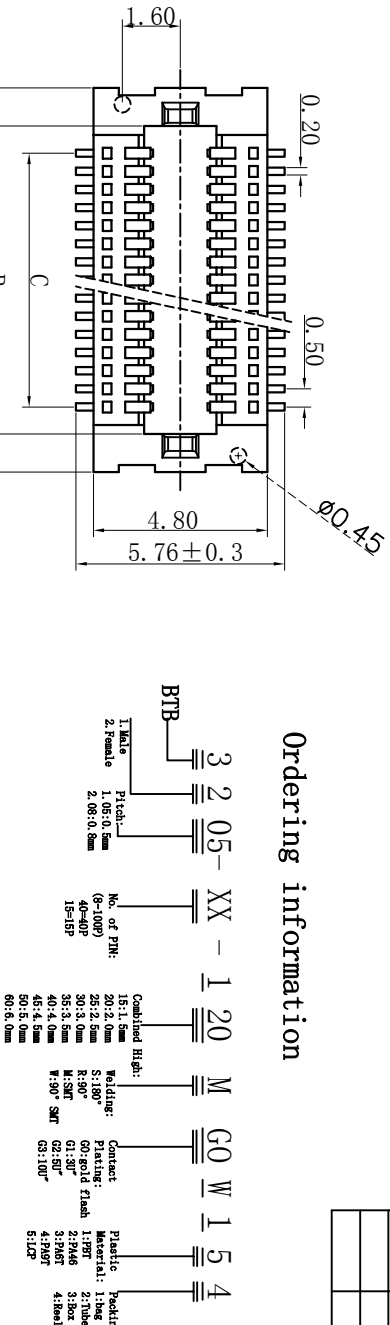 1.60
0.20
0.50
C
ø0.45
4.80
5.76±0.3
Ordering information
3 2 05- XX - 1 20 M G0 W 1 5 4
BTB
1.Male
2.Female
Pitch:
1.05:0.5mm
2.08:0.8mm
No. of PIN:
(8-100P)
40=40P
15=15P
Combined High:
15:1.5mm
20:2.0mm
25:2.5mm
30:3.0mm
35:3.5mm
40:4.0mm
45:4.5mm
50:5.0mm
60:6.0mm
Welding:
S:180°
R:90°
M:SMT
W:90° SMT
Contact
Plating:
G0:gold flash
G1:3U"
G2:5U"
G3:10U"
Plastic
Material:
1:PBT
2:PA46
3:PA6T
4:PA9T
5:LCP
1:bag
2:Tube
3:Box
4:Reel